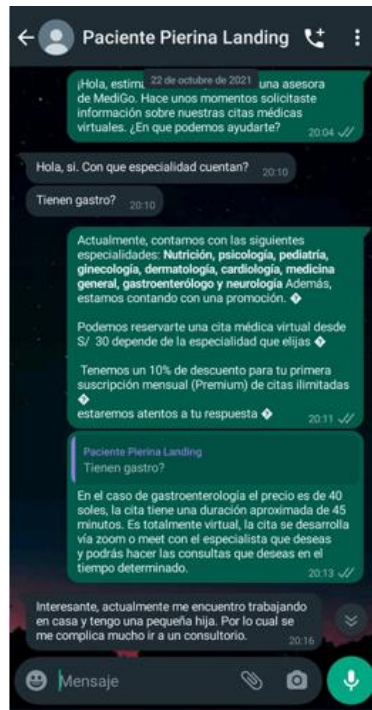 Paciente Pierina Landing
22 de octubre de 2021
¡Hola, estim una asesora
de MediGo. Hace unos momentos solicitaste
información sobre nuestras citas médicas
virtuales. ¿En que podemos ayudarte?
20:04
Hola, si. Con que especialidad cuentan?
20:10
Tienen gastro?
20:10
Actualmente, contamos con las siguientes
especialidades: Nutrición, psicología, pediatría,
ginecología, dermatología, cardiología, medicina
general, gastroenterólogo y neurología Además,
estamos contando con una promoción. �
Podemos reservarte una cita médica virtual desde
S/ 30 depende de la especialidad que elijas �
Tenemos un 10% de descuento para tu primera
suscripción mensual (Premium) de citas ilimitadas
�
estaremos atentos a tu respuesta �
20:11
Paciente Pierina Landing
Tienen gastro?
En el caso de gastroenterología el precio es de 40
soles, la cita tiene una duración aproximada de 45
minutos. Es totalmente virtual, la cita se desarrolla
vía zoom o meet con el especialista que deseas
y podrás hacer las consultas que deseas en el
tiempo determinado.
20:13
Interesante, actualmente me encuentro trabajando
en casa y tengo una pequeña hija. Por lo cual se
me complica mucho ir a un consultorio.
20:16
Mensaje